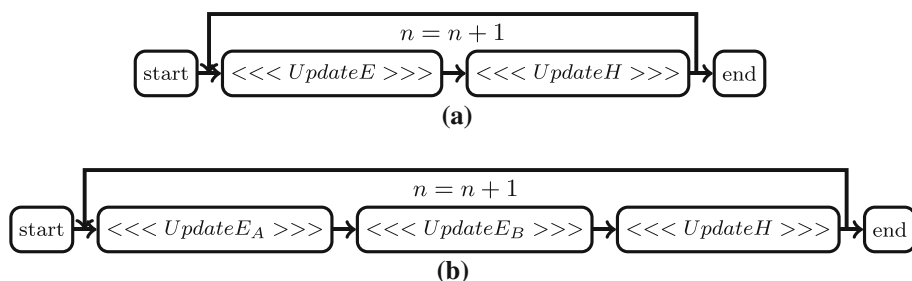 n = n + 1
start <<< UpdateE >>> <<< UpdateH >>> end
(a)
n = n + 1
start <<< UpdateE_A >>> <<< UpdateE_B >>> <<< UpdateH >>> end
(b)